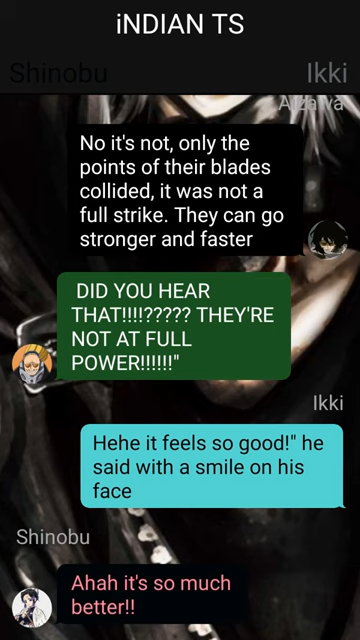 iNDIAN TS
Shinobu
Ikki
Aizawa
No it's not, only the
points of their blades
collided, it was not a
full strike. They can go
stronger and faster
DID YOU HEAR
THAT!!!!????? THEY'RE
NOT AT FULL
POWER!!!!!!"
Ikki
Hehe it feels so good!" he
said with a smile on his
face
Shinobu
Ahah it's so much
better!!